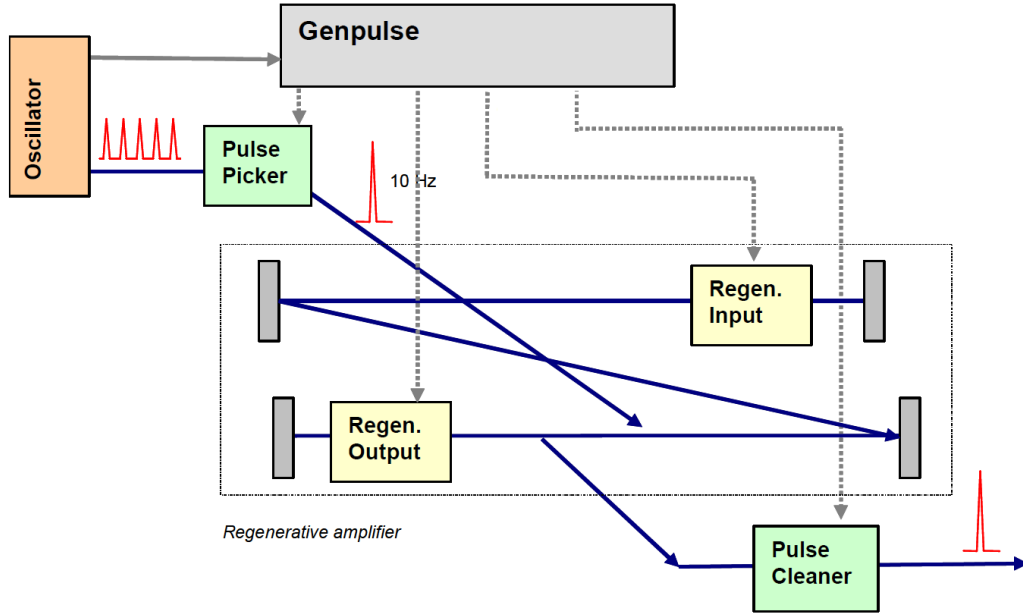 Genpulse
Oscillator
Pulse
Picker
10 Hz
Regen.
Input
Regen.
Output
Regenerative amplifier
Pulse
Cleaner